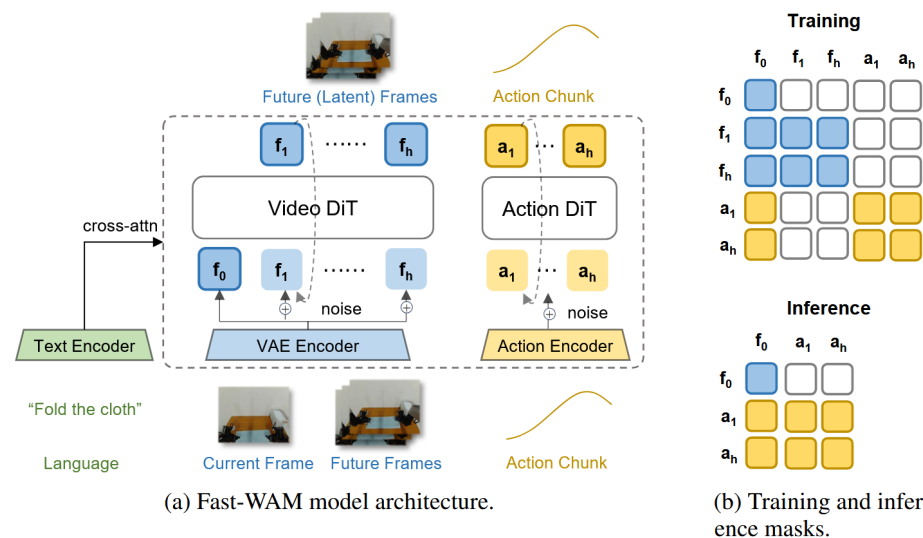 Future (Latent) Frames
Action Chunk
f1 ...... fh
a1 ... ah
Video DiT
Action DiT
cross-attn
f0 f1 ...... fh
a1 ... ah
noise
noise
Text Encoder
VAE Encoder
Action Encoder
“Fold the cloth”
Language
Current Frame
Future Frames
Action Chunk
(a) Fast-WAM model architecture.
Training
f0 f1 fh a1 ah
f0
f1
fh
a1
ah
Inference
f0 a1 ah
f0
a1
ah
(b) Training and infer-
ence masks.